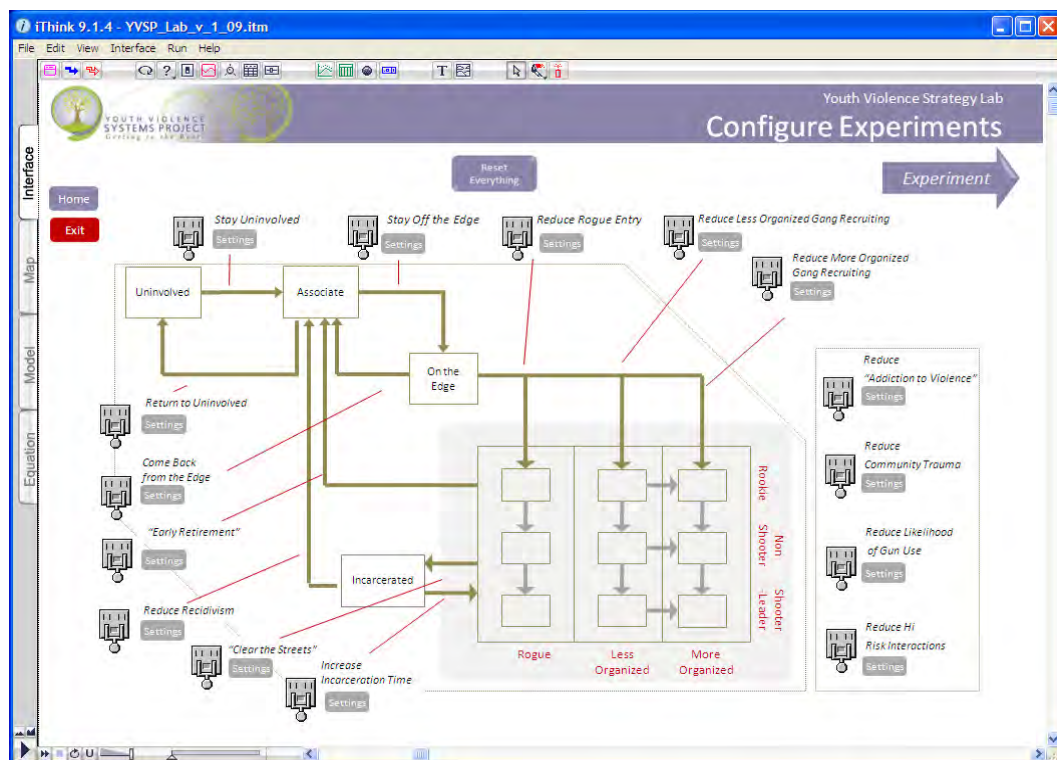 iThink 9.1.4 - YVSP_Lab_v_1_09.itm
File Edit View Interface Run Help
Interface
Map
Model
Equation
YOUTH VIOLENCE
SYSTEMS PROJECT
Getting to the Root
Youth Violence Strategy Lab
Configure Experiments
Reset
Everything
Experiment
Home
Exit
Stay Uninvolved
Settings
Stay Off the Edge
Settings
Reduce Rogue Entry
Settings
Reduce Less Organized Gang Recruiting
Settings
Reduce More Organized
Gang Recruiting
Settings
Uninvolved
Associate
On the
Edge
Return to Uninvolved
Settings
Come Back
from the Edge
Settings
"Early Retirement"
Settings
Reduce Recidivism
Settings
"Clear the Streets"
Settings
Increase
Incarceration Time
Settings
Incarcerated
Rookie
Non
Shooter
Shooter
-Leader
Rogue
Less
Organized
More
Organized
Reduce
"Addiction to Violence"
Settings
Reduce
Community Trauma
Settings
Reduce Likelihood
of Gun Use
Settings
Reduce Hi
Risk Interactions
Settings
U